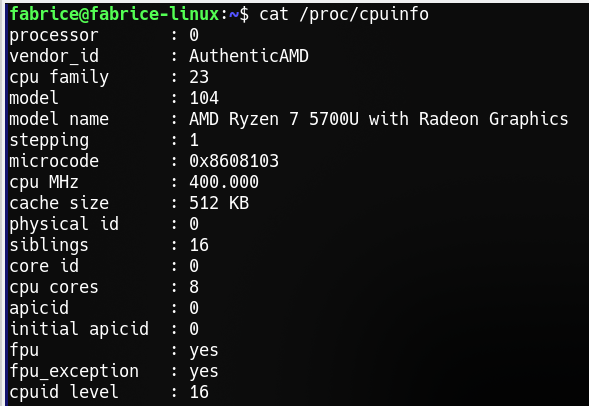 fabrice@fabrice-linux:~$ cat /proc/cpuinfo
processor : 0
vendor_id : AuthenticAMD
cpu family : 23
model : 104
model name : AMD Ryzen 7 5700U with Radeon Graphics
stepping : 1
microcode : 0x8608103
cpu MHz : 400.000
cache size : 512 KB
physical id : 0
siblings : 16
core id : 0
cpu cores : 8
apicid : 0
initial apicid : 0
fpu : yes
fpu_exception : yes
cpuid level : 16